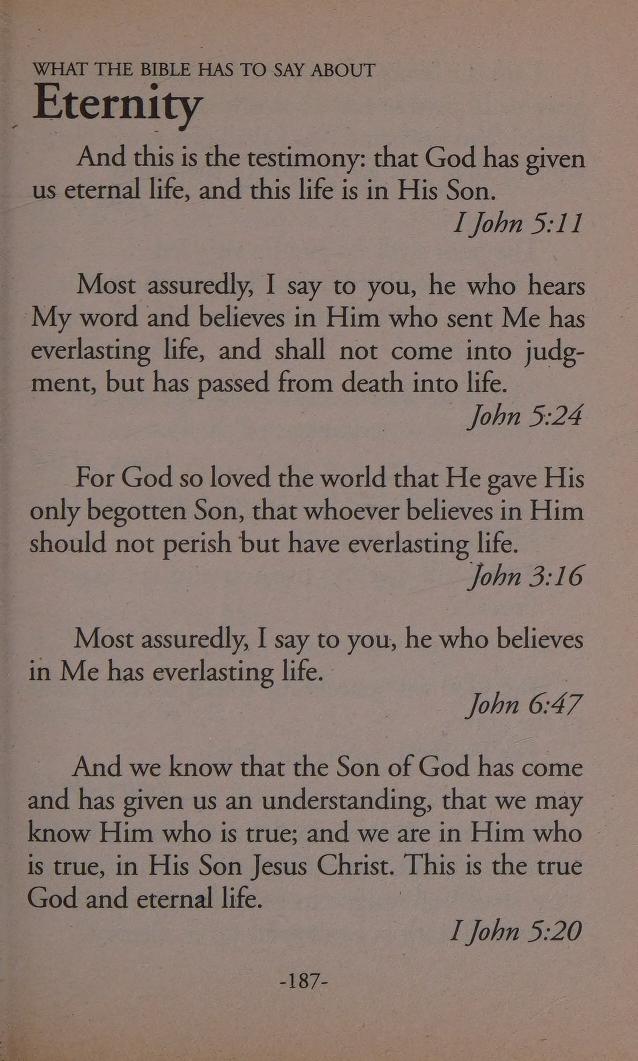 WHAT THE BIBLE HAS TO SAY ABOUT
Eternity
And this is the testimony: that God has given
us eternal life, and this life is in His Son.
I John 5:11
Most assuredly, I say to you, he who hears
My word and believes in Him who sent Me has
everlasting life, and shall not come into judg-
ment, but has passed from death into life.
John 5:24
For God so loved the world that He gave His
only begotten Son, that whoever believes in Him
should not perish but have everlasting life.
John 3:16
Most assuredly, I say to you, he who believes
in Me has everlasting life.
John 6:47
And we know that the Son of God has come
and has given us an understanding, that we may
know Him who is true; and we are in Him who
is true, in His Son Jesus Christ. This is the true
God and eternal life.
I John 5:20
-187-